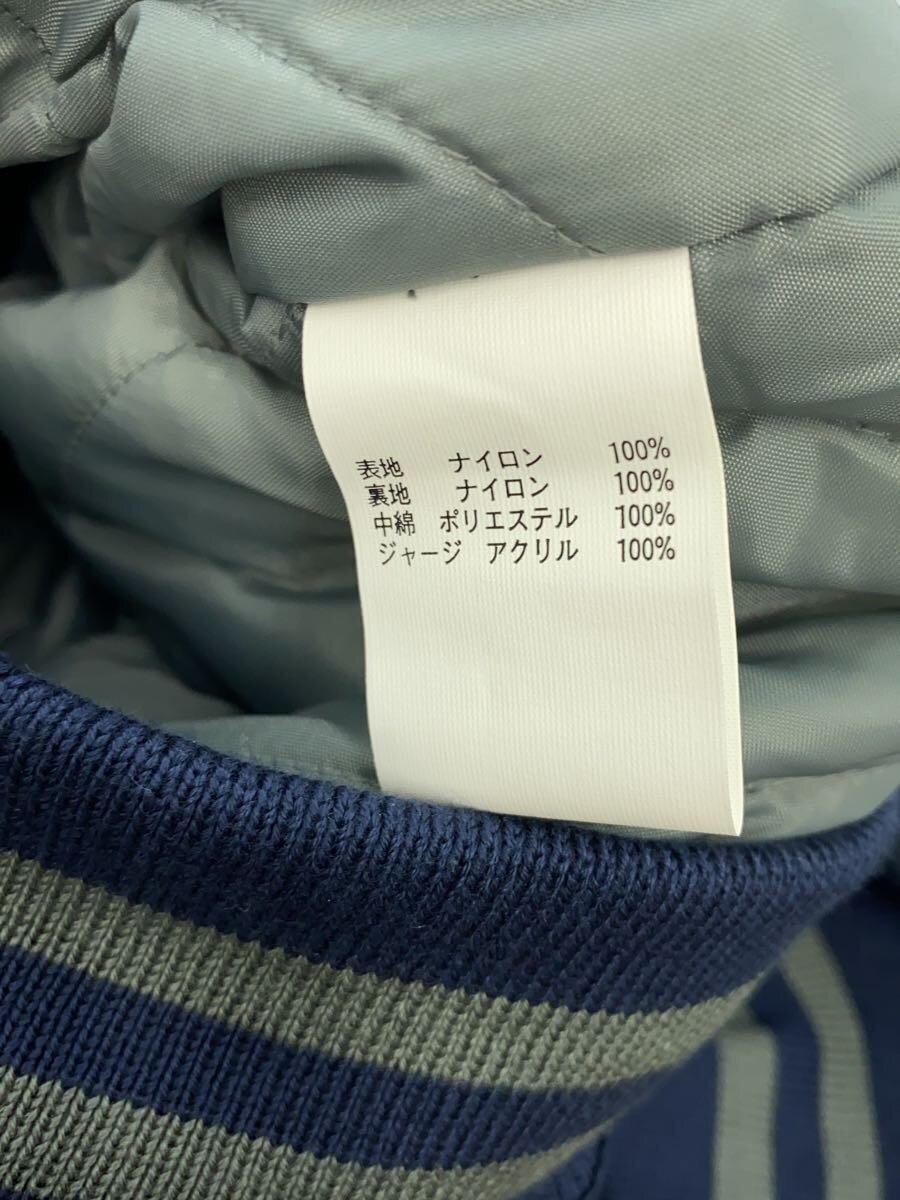 表地 ナイロン 100%
裏地 ナイロン 100%
中綿 ポリエステル 100%
ジャージ アクリル 100%